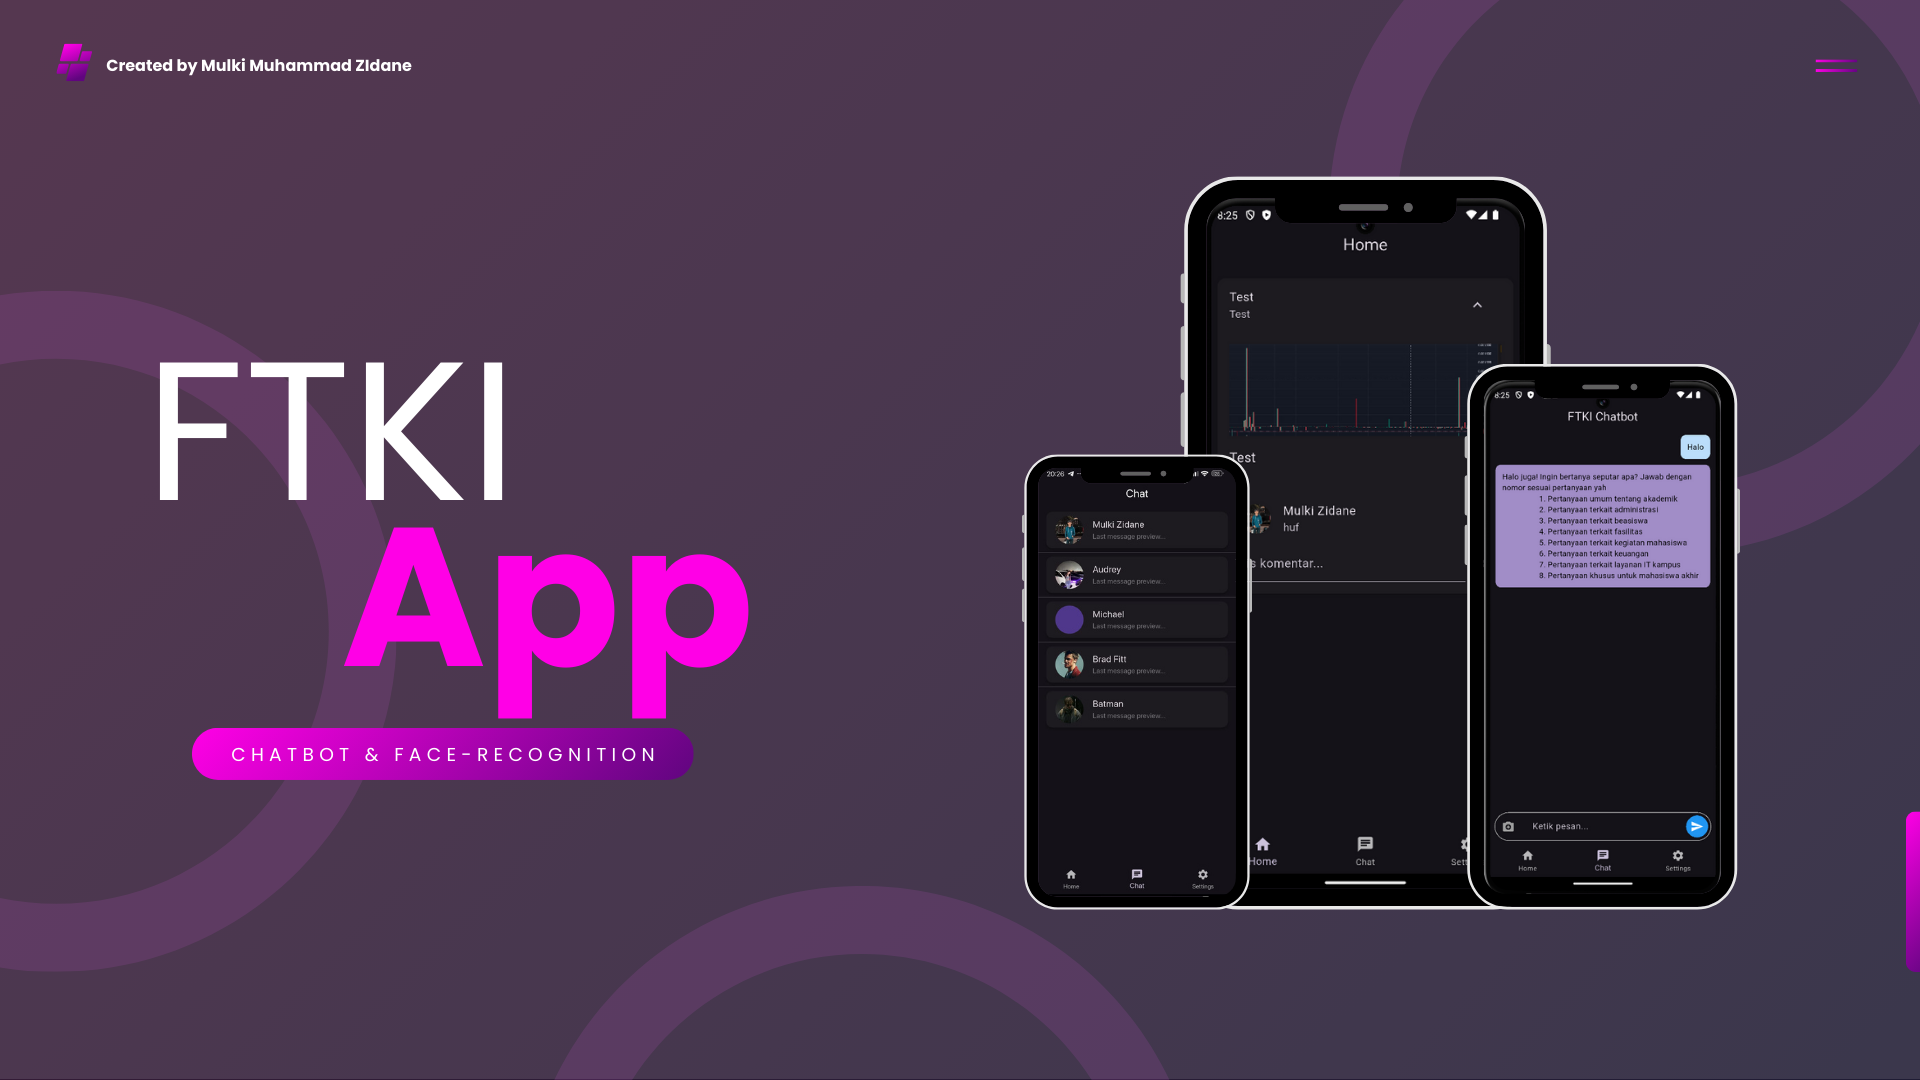 Created by Mulki Muhammad ZIdane
FTKI
App
CHATBOT & FACE-RECOGNITION
20:26
Chat
Mulki Zidane
Last message preview...
Audrey
Last message preview...
Michael
Last message preview...
Brad Fitt
Last message preview...
Batman
Last message preview...
Home
Chat
Settings
8:25
Home
Test
Test
Test
Mulki Zidane
huf
komentar...
Home
Chat
8:25
FTKI Chatbot
Halo
Halo juga! Ingin bertanya seputar apa? Jawab dengan
nomor sesuai pertanyaan yah
1. Pertanyaan umum tentang akademik
2. Pertanyaan terkait administrasi
3. Pertanyaan terkait beasiswa
4. Pertanyaan terkait fasilitas
5. Pertanyaan terkait kegiatan mahasiswa
6. Pertanyaan terkait keuangan
7. Pertanyaan terkait layanan IT kampus
8. Pertanyaan khusus untuk mahasiswa akhir
Ketik pesan...
Home
Chat
Settings